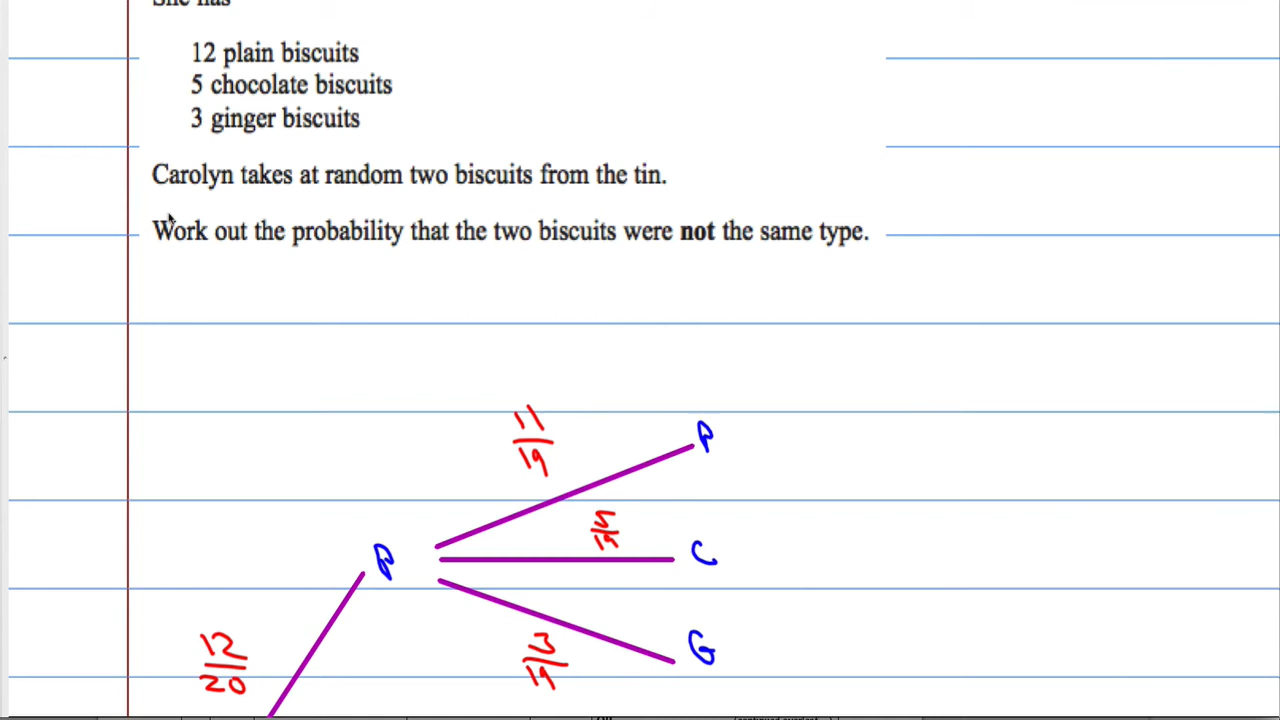 She has
12 plain biscuits
5 chocolate biscuits
3 ginger biscuits
Carolyn takes at random two biscuits from the tin.
Work out the probability that the two biscuits were not the same type.
11
19
P
5
19
C
P
3
19
G
12
20